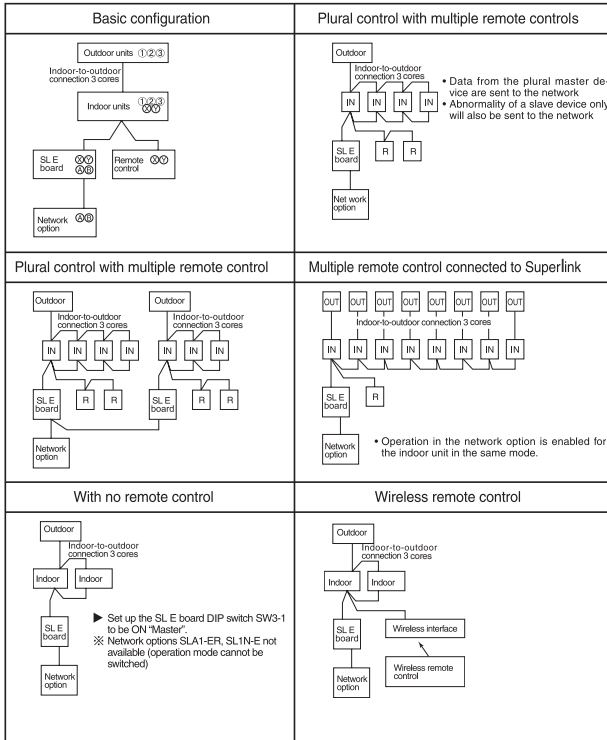 Basic configuration
Outdoor units ①②③
Indoor-to-outdoor
connection 3 cores
Indoor units ①②③
ⓍⓎ
SL E
board
ⓍⓎ
ⒶⒷ
Remote
control
ⓍⓎ
Network
option
ⒶⒷ
Plural control with multiple remote controls
Outdoor
Indoor-to-outdoor
connection 3 cores
IN IN IN IN
SL E
board
R R
Net work
option
• Data from the plural master de-
vice are sent to the network
• Abnormality of a slave device only
will also be sent to the network
Plural control with multiple remote control
Outdoor Outdoor
Indoor-to-outdoor
connection 3 cores
Indoor-to-outdoor
connection 3 cores
IN IN IN IN IN IN IN IN
SL E
board
R R
SL E
board
R R
Network
option
Multiple remote control connected to Superlink
OUT OUT OUT OUT OUT OUT OUT OUT
Indoor-to-outdoor connection 3 cores
IN IN IN IN IN IN IN IN
SL E
board
R
Network
option
• Operation in the network option is enabled for
the indoor unit in the same mode.
With no remote control
Outdoor
Indoor-to-outdoor
connection 3 cores
Indoor Indoor
SL E
board
Network
option
▶ Set up the SL E board DIP switch SW3-1
to be ON "Master".
※ Network options SLA1-ER, SL1N-E not
available (operation mode cannot be
switched)
Wireless remote control
Outdoor
Indoor-to-outdoor
connection 3 cores
Indoor Indoor
SL E
board
Wireless interface
Network
option
Wireless remote
control